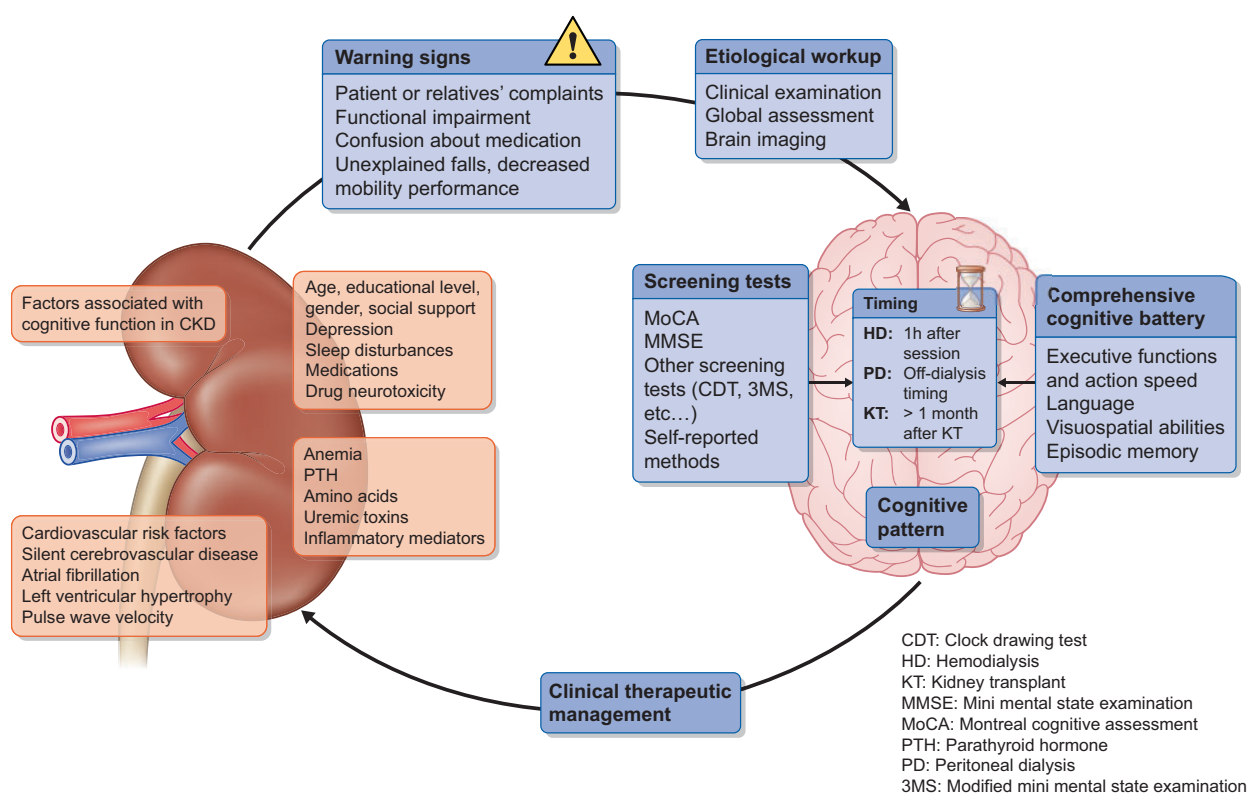 Warning signs
Patient or relatives’ complaints
Functional impairment
Confusion about medication
Unexplained falls, decreased
mobility performance
Etiological workup
Clinical examination
Global assessment
Brain imaging
Factors associated with
cognitive function in CKD
Age, educational level,
gender, social support
Depression
Sleep disturbances
Medications
Drug neurotoxicity
Anemia
PTH
Amino acids
Uremic toxins
Inflammatory mediators
Cardiovascular risk factors
Silent cerebrovascular disease
Atrial fibrillation
Left ventricular hypertrophy
Pulse wave velocity
Screening tests
MoCA
MMSE
Other screening
tests (CDT, 3MS,
etc…)
Self-reported
methods
Timing
HD: 1h after
session
PD: Off-dialysis
timing
KT: > 1 month
after KT
Comprehensive
cognitive battery
Executive functions
and action speed
Language
Visuospatial abilities
Episodic memory
Cognitive
pattern
Clinical therapeutic
management
CDT: Clock drawing test
HD: Hemodialysis
KT: Kidney transplant
MMSE: Mini mental state examination
MoCA: Montreal cognitive assessment
PTH: Parathyroid hormone
PD: Peritoneal dialysis
3MS: Modified mini mental state examination